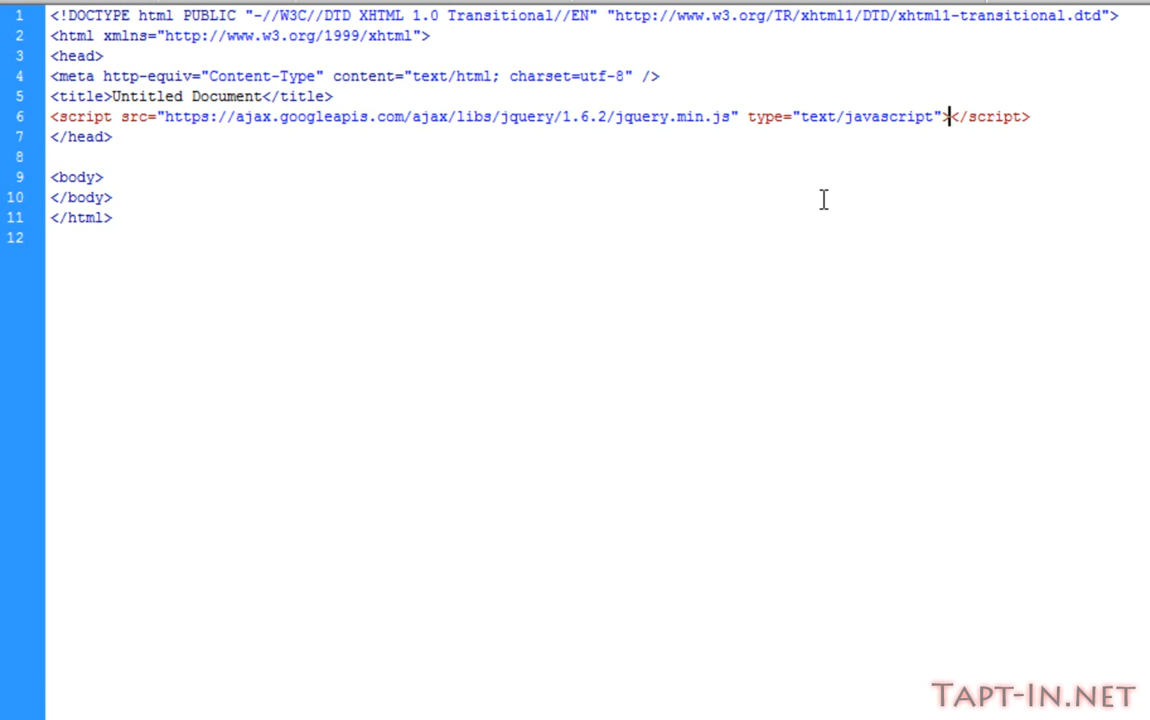 1 <!DOCTYPE html PUBLIC "-//W3C//DTD XHTML 1.0 Transitional//EN" "http://www.w3.org/TR/xhtml1/DTD/xhtml1-transitional.dtd">
2 <html xmlns="http://www.w3.org/1999/xhtml">
3 <head>
4 <meta http-equiv="Content-Type" content="text/html; charset=utf-8" />
5 <title>Untitled Document</title>
6 <script src="https://ajax.googleapis.com/ajax/libs/jquery/1.6.2/jquery.min.js" type="text/javascript"></script>
7 </head>
8
9 <body>
10 </body>
11 </html>
12
TAPT-IN.NET